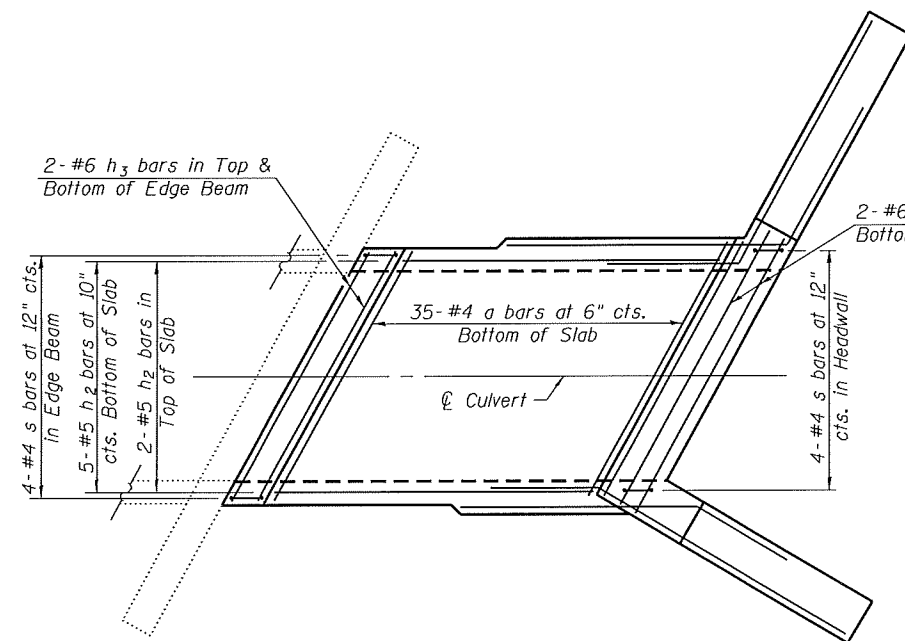 2-#6 h3 bars in Top &
Bottom of Edge Beam
2-#6
Bottom
35-#4 a bars at 6" cts.
Bottom of Slab
℄ Culvert
4-#4 s bars at 12" cts.
in Edge Beam
5-#5 h2 bars at 10"
cts. Bottom of Slab
2-#5 h2 bars in
Top of Slab
4-#4 s bars at 12"
cts. in Headwall